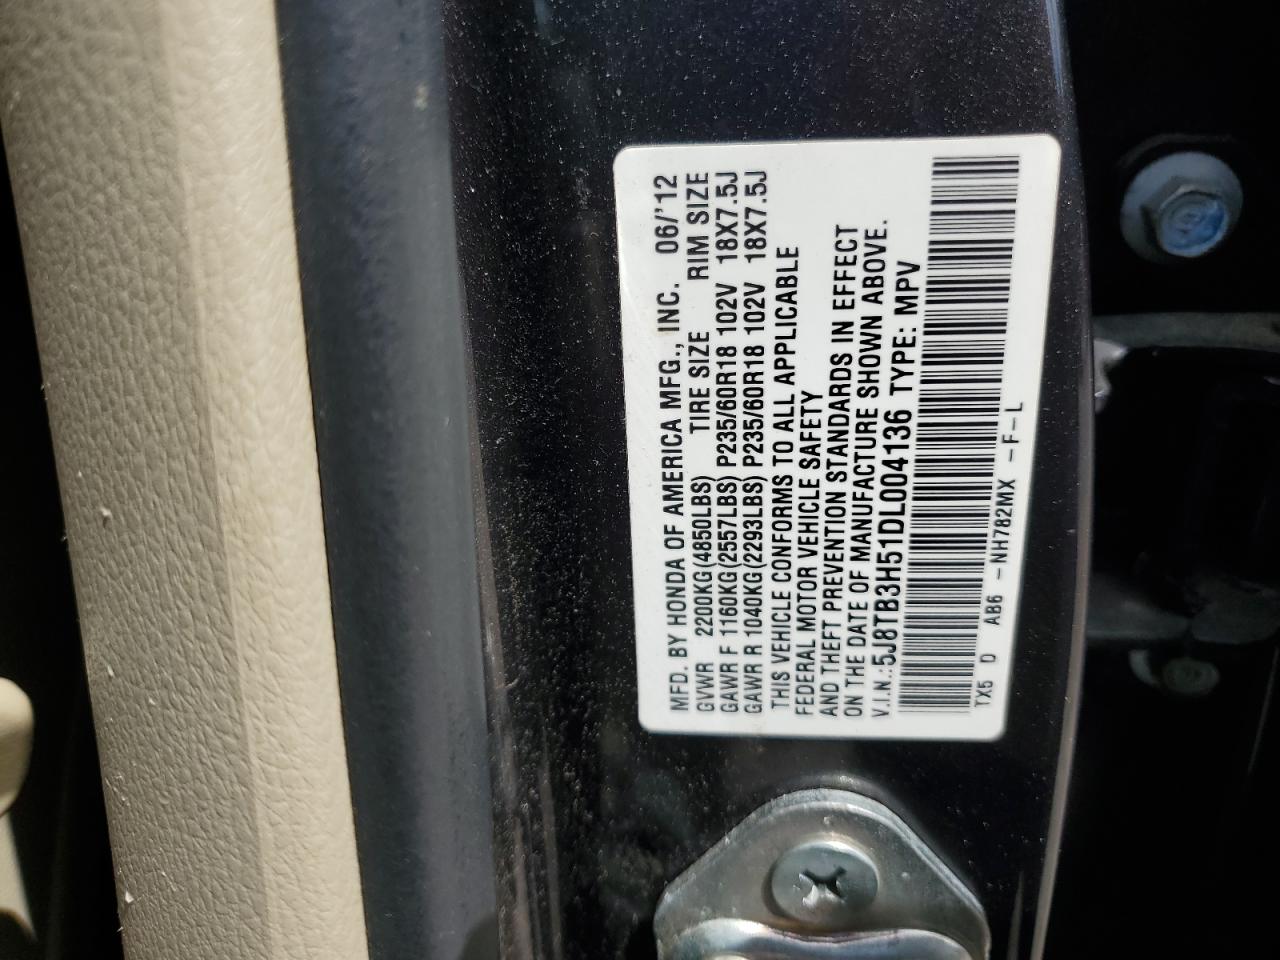 MFD. BY HONDA OF AMERICA MFG., INC. 06/'12
GVWR 2200KG(4850LBS) TIRE SIZE RIM SIZE
GAWR F 1160KG(2557LBS) P235/60R18 102V 18X7.5J
GAWR R 1040KG(2293LBS) P235/60R18 102V 18X7.5J
THIS VEHICLE CONFORMS TO ALL APPLICABLE
FEDERAL MOTOR VEHICLE SAFETY
AND THEFT PREVENTION STANDARDS IN EFFECT
ON THE DATE OF MANUFACTURE SHOWN ABOVE.
V.I.N.:5J8TB3H51DL004136 TYPE: MPV
TX5 D AB6 -NH782MX -F-L